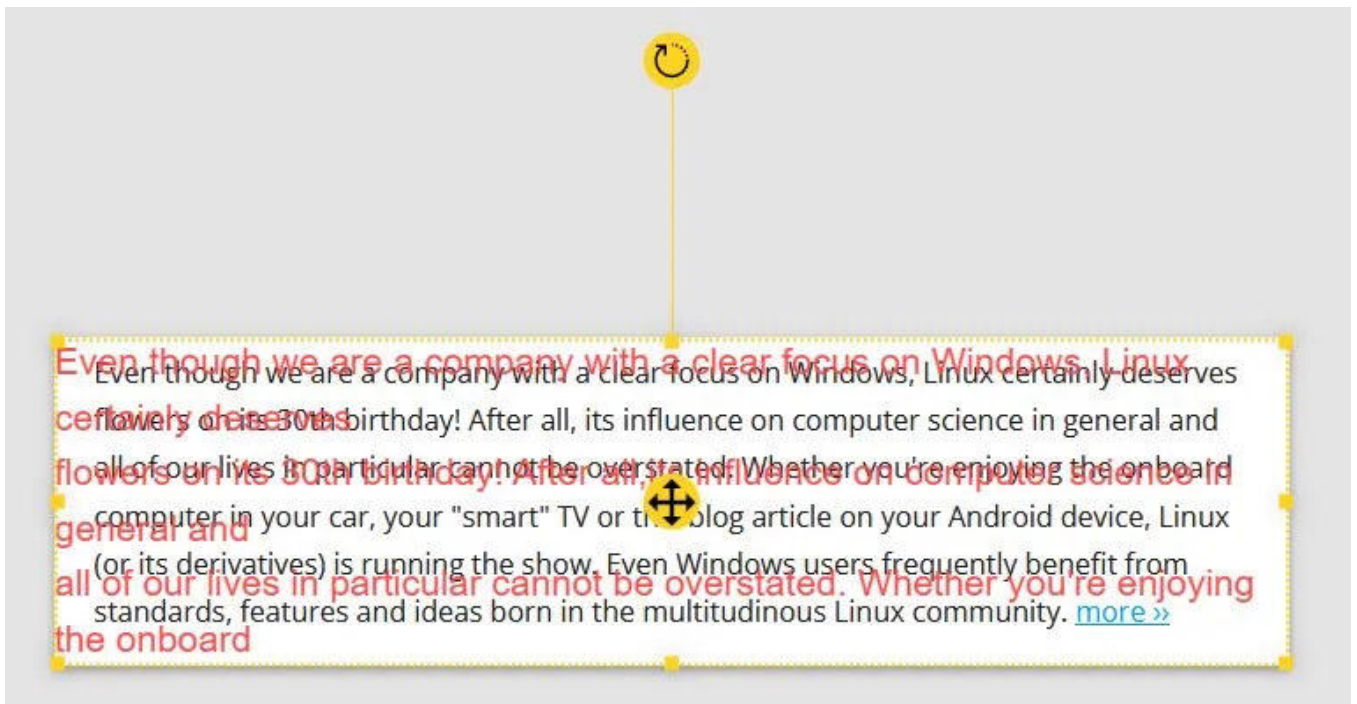 Even though we are a company with a clear focus on Windows, Linux certainly deserves
flowers on its 30th birthday! After all, its influence on computer science in general and
all of our lives in particular cannot be overstated. Whether you're enjoying the onboard
computer in your car, your "smart" TV or blog article on your Android device, Linux
(or its derivatives) is running the show. Even Windows users frequently benefit from
standards, features and ideas born in the multitudinous Linux community. more ››
Even though we are a company with a clear focus on Windows, Linux
certainly deserves
flowers on its 30th birthday! After all, its influence on computer science in
general and
all of our lives in particular cannot be overstated. Whether you're enjoying
the onboard